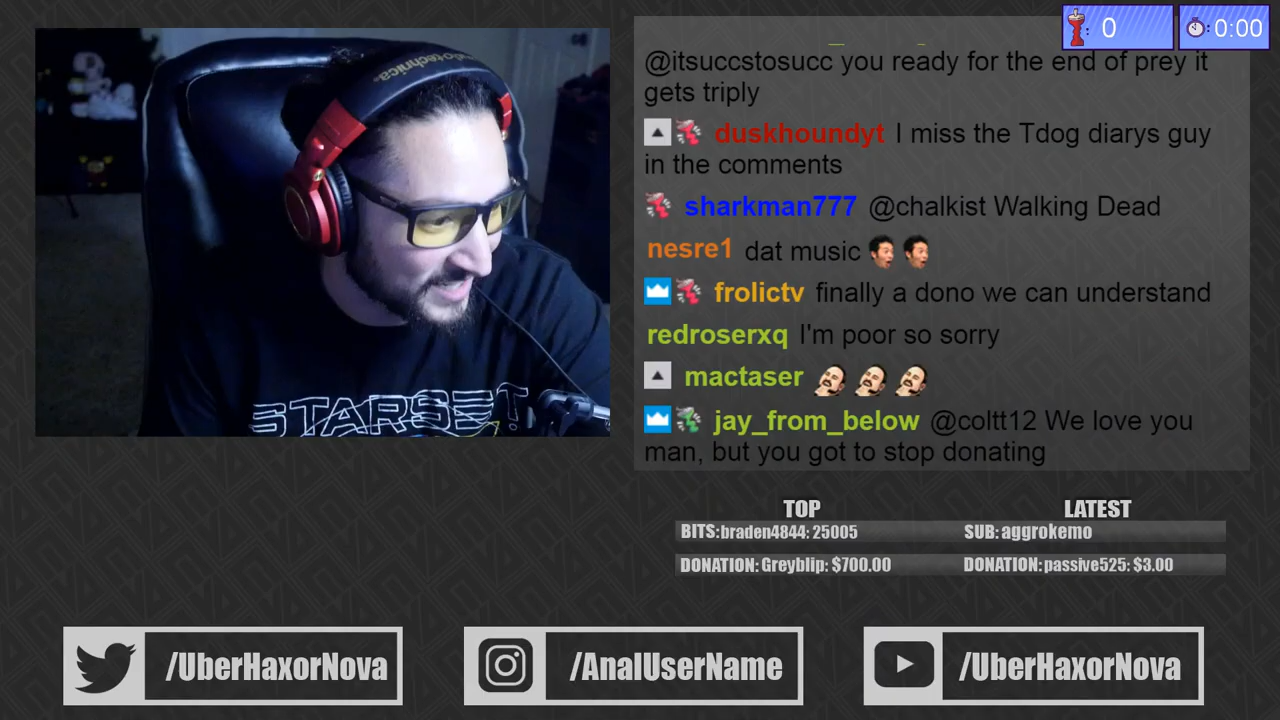 : 0
: 0:00
@itsuccstosucc you ready for the end of prey it
gets triply
duskhoundyt I miss the Tdog diarys guy
in the comments
sharkman777 @chalkist Walking Dead
nesre1 dat music
frolictv finally a dono we can understand
redroserxq I'm poor so sorry
mactaser
jay_from_below @coltt12 We love you
man, but you got to stop donating
audio-technica
STARSET
TOP
LATEST
BITS:braden4844: 25005
SUB: aggrokemo
DONATION: Greyblip: $700.00
DONATION: passive525: $3.00
/UberHaxorNova
/AnalUserName
/UberHaxorNova